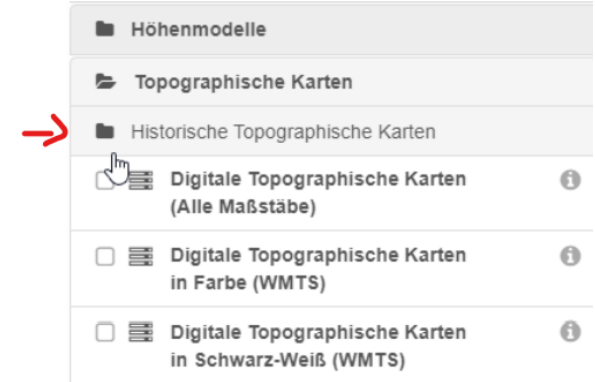 Höhenmodelle
Topographische Karten
Historische Topographische Karten
Digitale Topographische Karten
(Alle Maßstäbe)
Digitale Topographische Karten
in Farbe (WMTS)
Digitale Topographische Karten
in Schwarz-Weiß (WMTS)